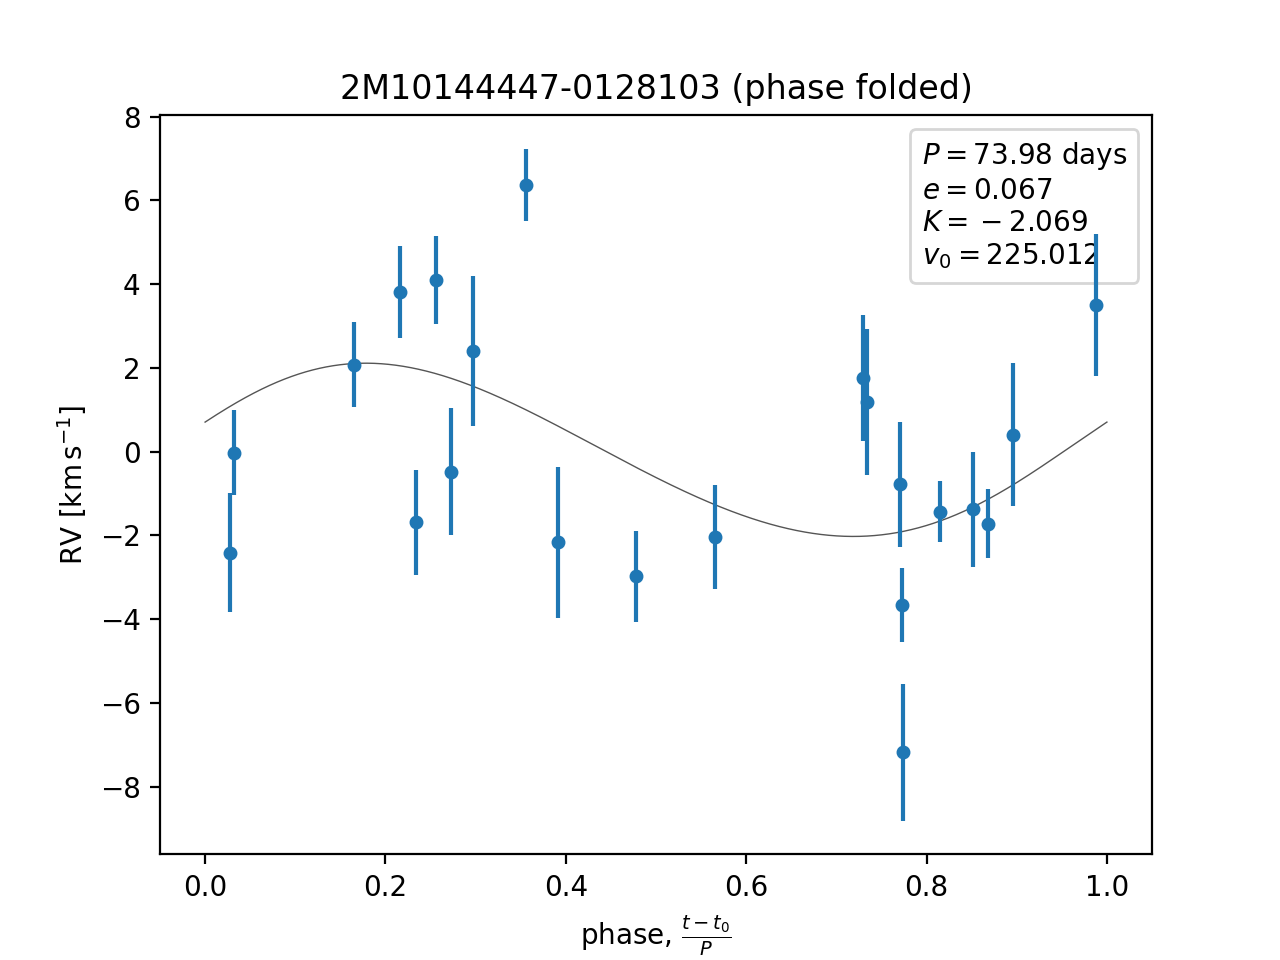 2M10144447-0128103 (phase folded)
P = 73.98 days
e = 0.067
K = −2.069
v₀ = 225.012
8
6
4
2
0
−2
−4
−6
−8
RV [km s⁻¹]
0.0 0.2 0.4 0.6 0.8 1.0
phase, (t − t₀)/P